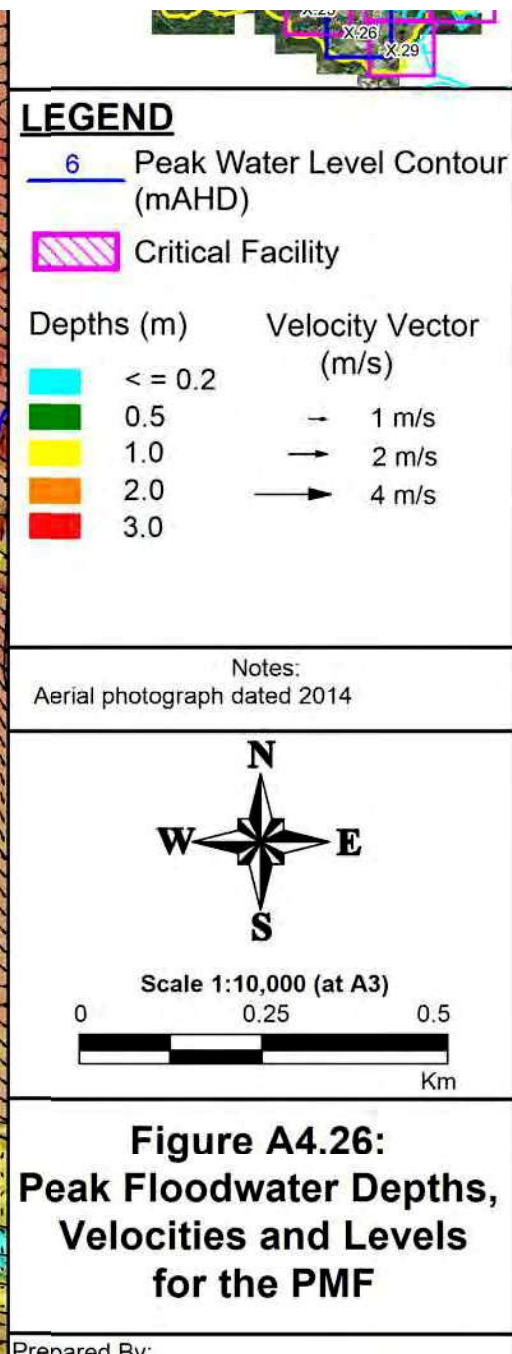 X.26
X.29
LEGEND
6 Peak Water Level Contour
(mAHD)
Critical Facility
Depths (m)
< = 0.2
0.5
1.0
2.0
3.0
Velocity Vector
(m/s)
1 m/s
2 m/s
4 m/s
Notes:
Aerial photograph dated 2014
N
W E
S
Scale 1:10,000 (at A3)
0 0.25 0.5
Km
Figure A4.26:
Peak Floodwater Depths,
Velocities and Levels
for the PMF
Prepared By: